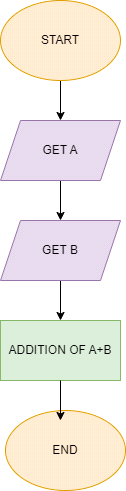 START
GET A
GET B
ADDITION OF A+B
END